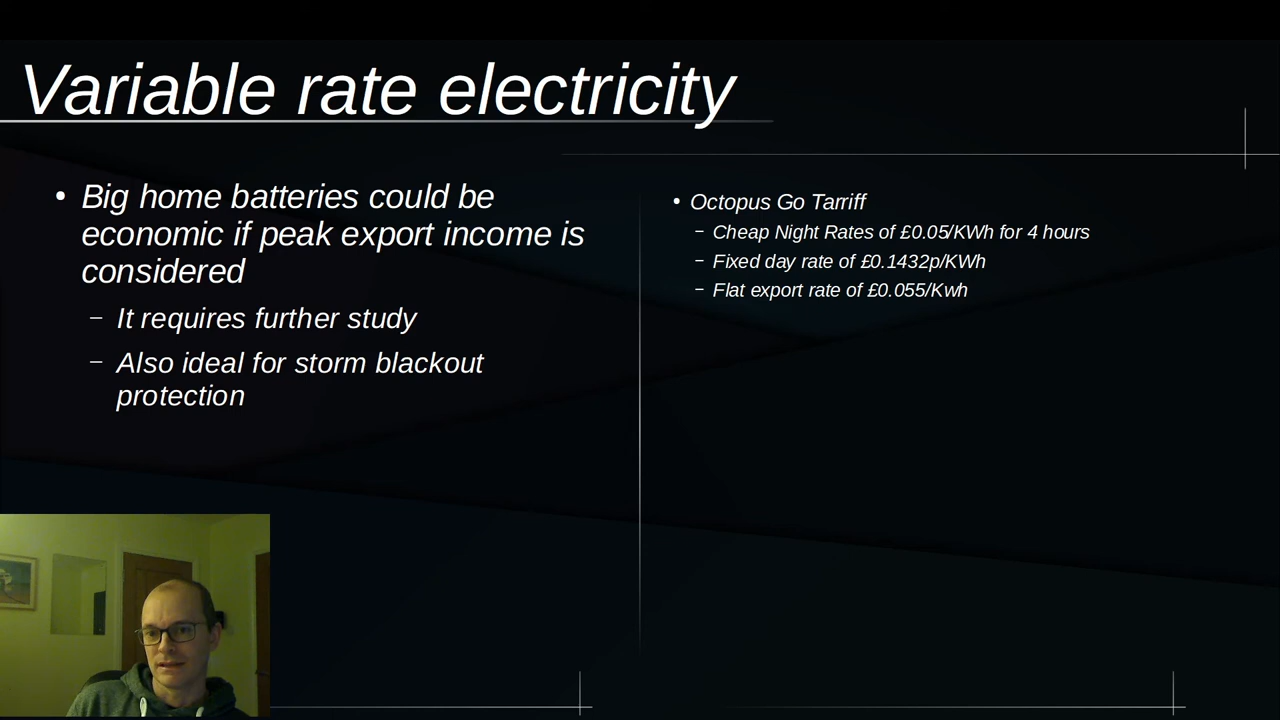 Variable rate electricity
• Big home batteries could be
economic if peak export income is
considered
– It requires further study
– Also ideal for storm blackout
protection
• Octopus Go Tarriff
– Cheap Night Rates of £0.05/KWh for 4 hours
– Fixed day rate of £0.1432p/KWh
– Flat export rate of £0.055/Kwh